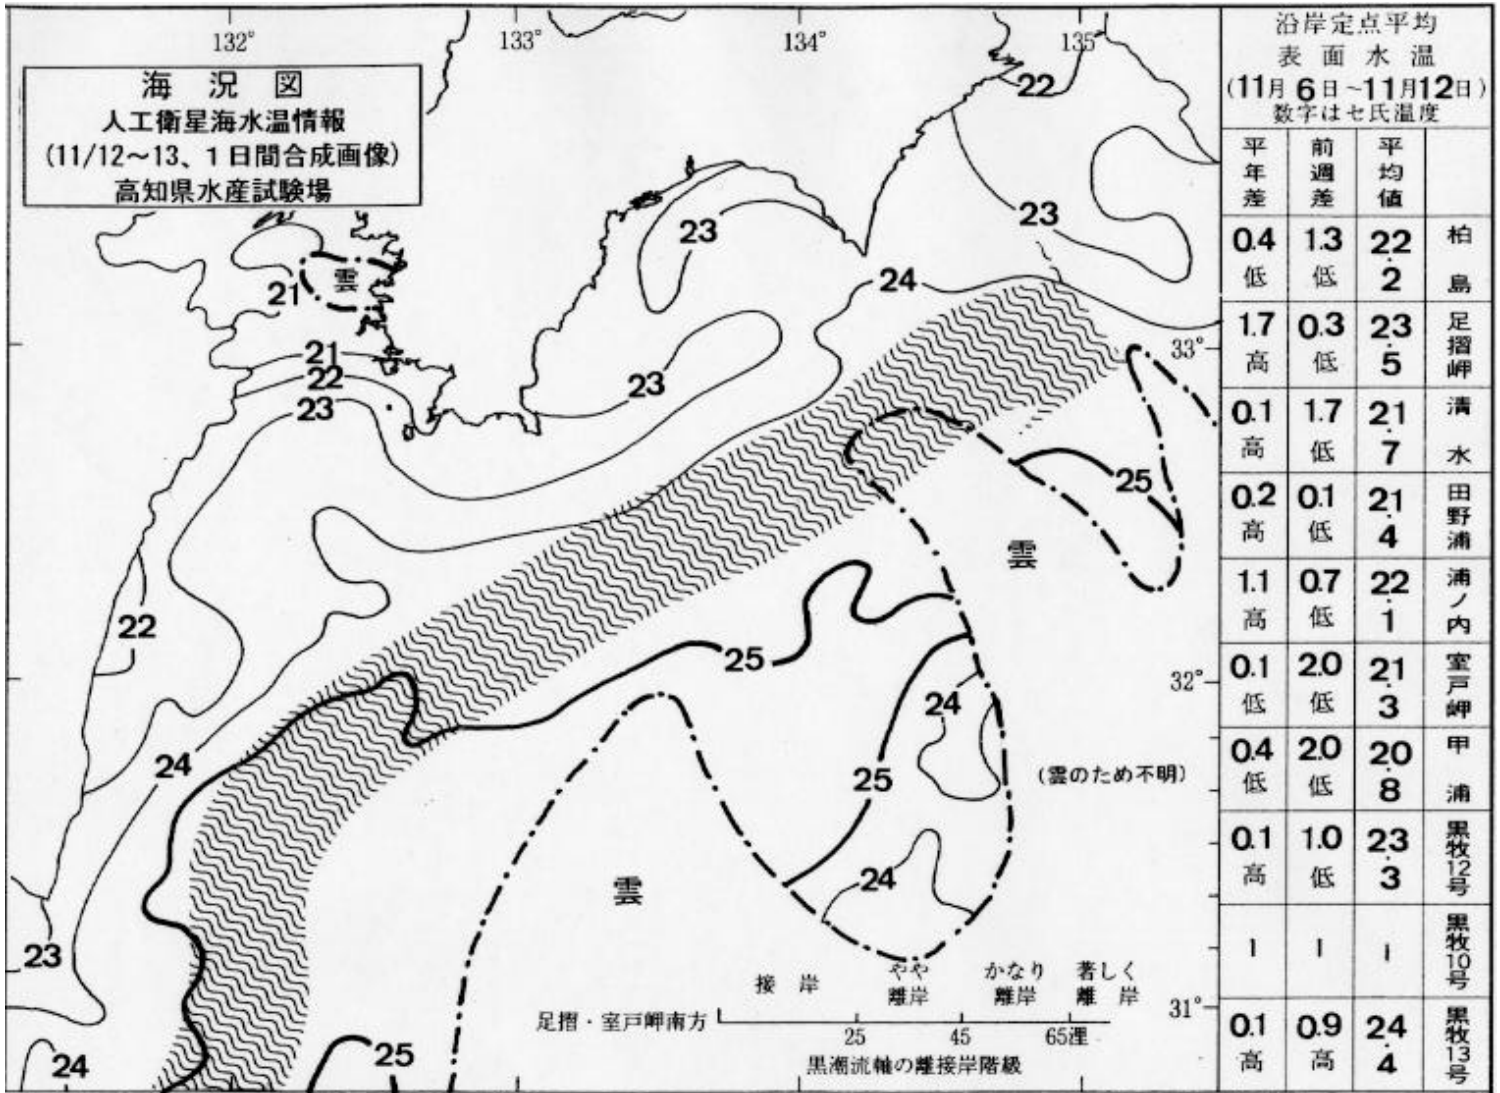 132°
133°
134°
135°
海況図
人工衛星海水温情報
(11/12～13、1日間合成画像)
高知県水産試験場
22
23
23
24
21
雲
21
22
23
23
33°
25
雲
22
25
32°
24
24
25
(雲のため不明)
雲
24
23
24
25
接岸
やや離岸
かなり離岸
著しく離岸
足摺・室戸岬南方
25 45 65浬
黒潮流軸の離接岸階級
31°
沿岸定点平均
表面水温
(11月6日～11月12日)
数字はセ氏温度
平年差 前週差 平均値
0.4低 1.3低 22.2 柏島
1.7高 0.3低 23.5 足摺岬
0.1高 1.7低 21.7 清水
0.2高 0.1低 21.4 田野浦
1.1高 0.7低 22.1 浦ノ内
0.1低 2.0低 21.3 室戸岬
0.4低 2.0低 20.8 甲浦
0.1高 1.0低 23.3 黒牧12号
ー ー ー 黒牧10号
0.1高 0.9高 24.4 黒牧13号